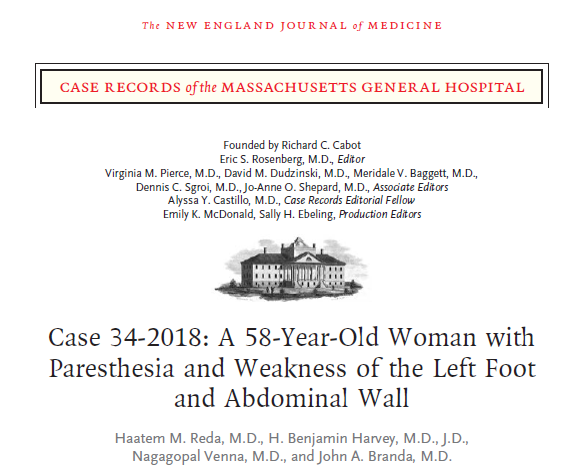 The NEW ENGLAND JOURNAL of MEDICINE
CASE RECORDS of the MASSACHUSETTS GENERAL HOSPITAL
Founded by Richard C. Cabot
Eric S. Rosenberg, M.D., Editor
Virginia M. Pierce, M.D., David M. Dudzinski, M.D., Meridale V. Baggett, M.D.,
Dennis C. Sgroi, M.D., Jo-Anne O. Shepard, M.D., Associate Editors
Alyssa Y. Castillo, M.D., Case Records Editorial Fellow
Emily K. McDonald, Sally H. Ebeling, Production Editors
Case 34-2018: A 58-Year-Old Woman with
Paresthesia and Weakness of the Left Foot
and Abdominal Wall
Haatem M. Reda, M.D., H. Benjamin Harvey, M.D., J.D.,
Nagagopal Venna, M.D., and John A. Branda, M.D.